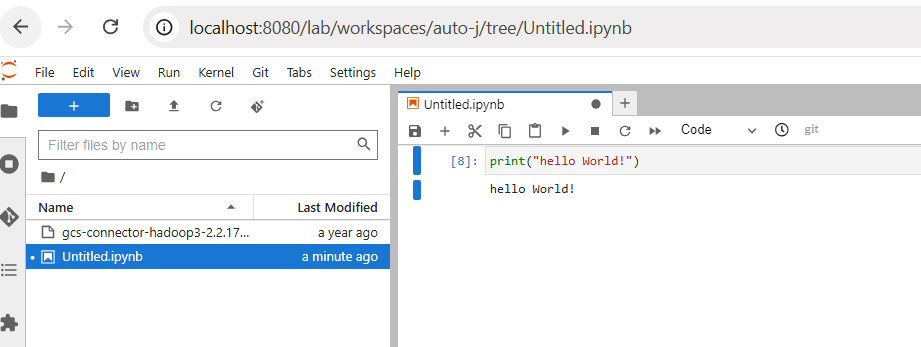 localhost:8080/lab/workspaces/auto-j/tree/Untitled.ipynb
File Edit View Run Kernel Git Tabs Settings Help
+
Filter files by name
/
Name Last Modified
gcs-connector-hadoop3-2.2.17... a year ago
Untitled.ipynb a minute ago
Untitled.ipynb +
Code git
[8]: print("hello World!")
hello World!